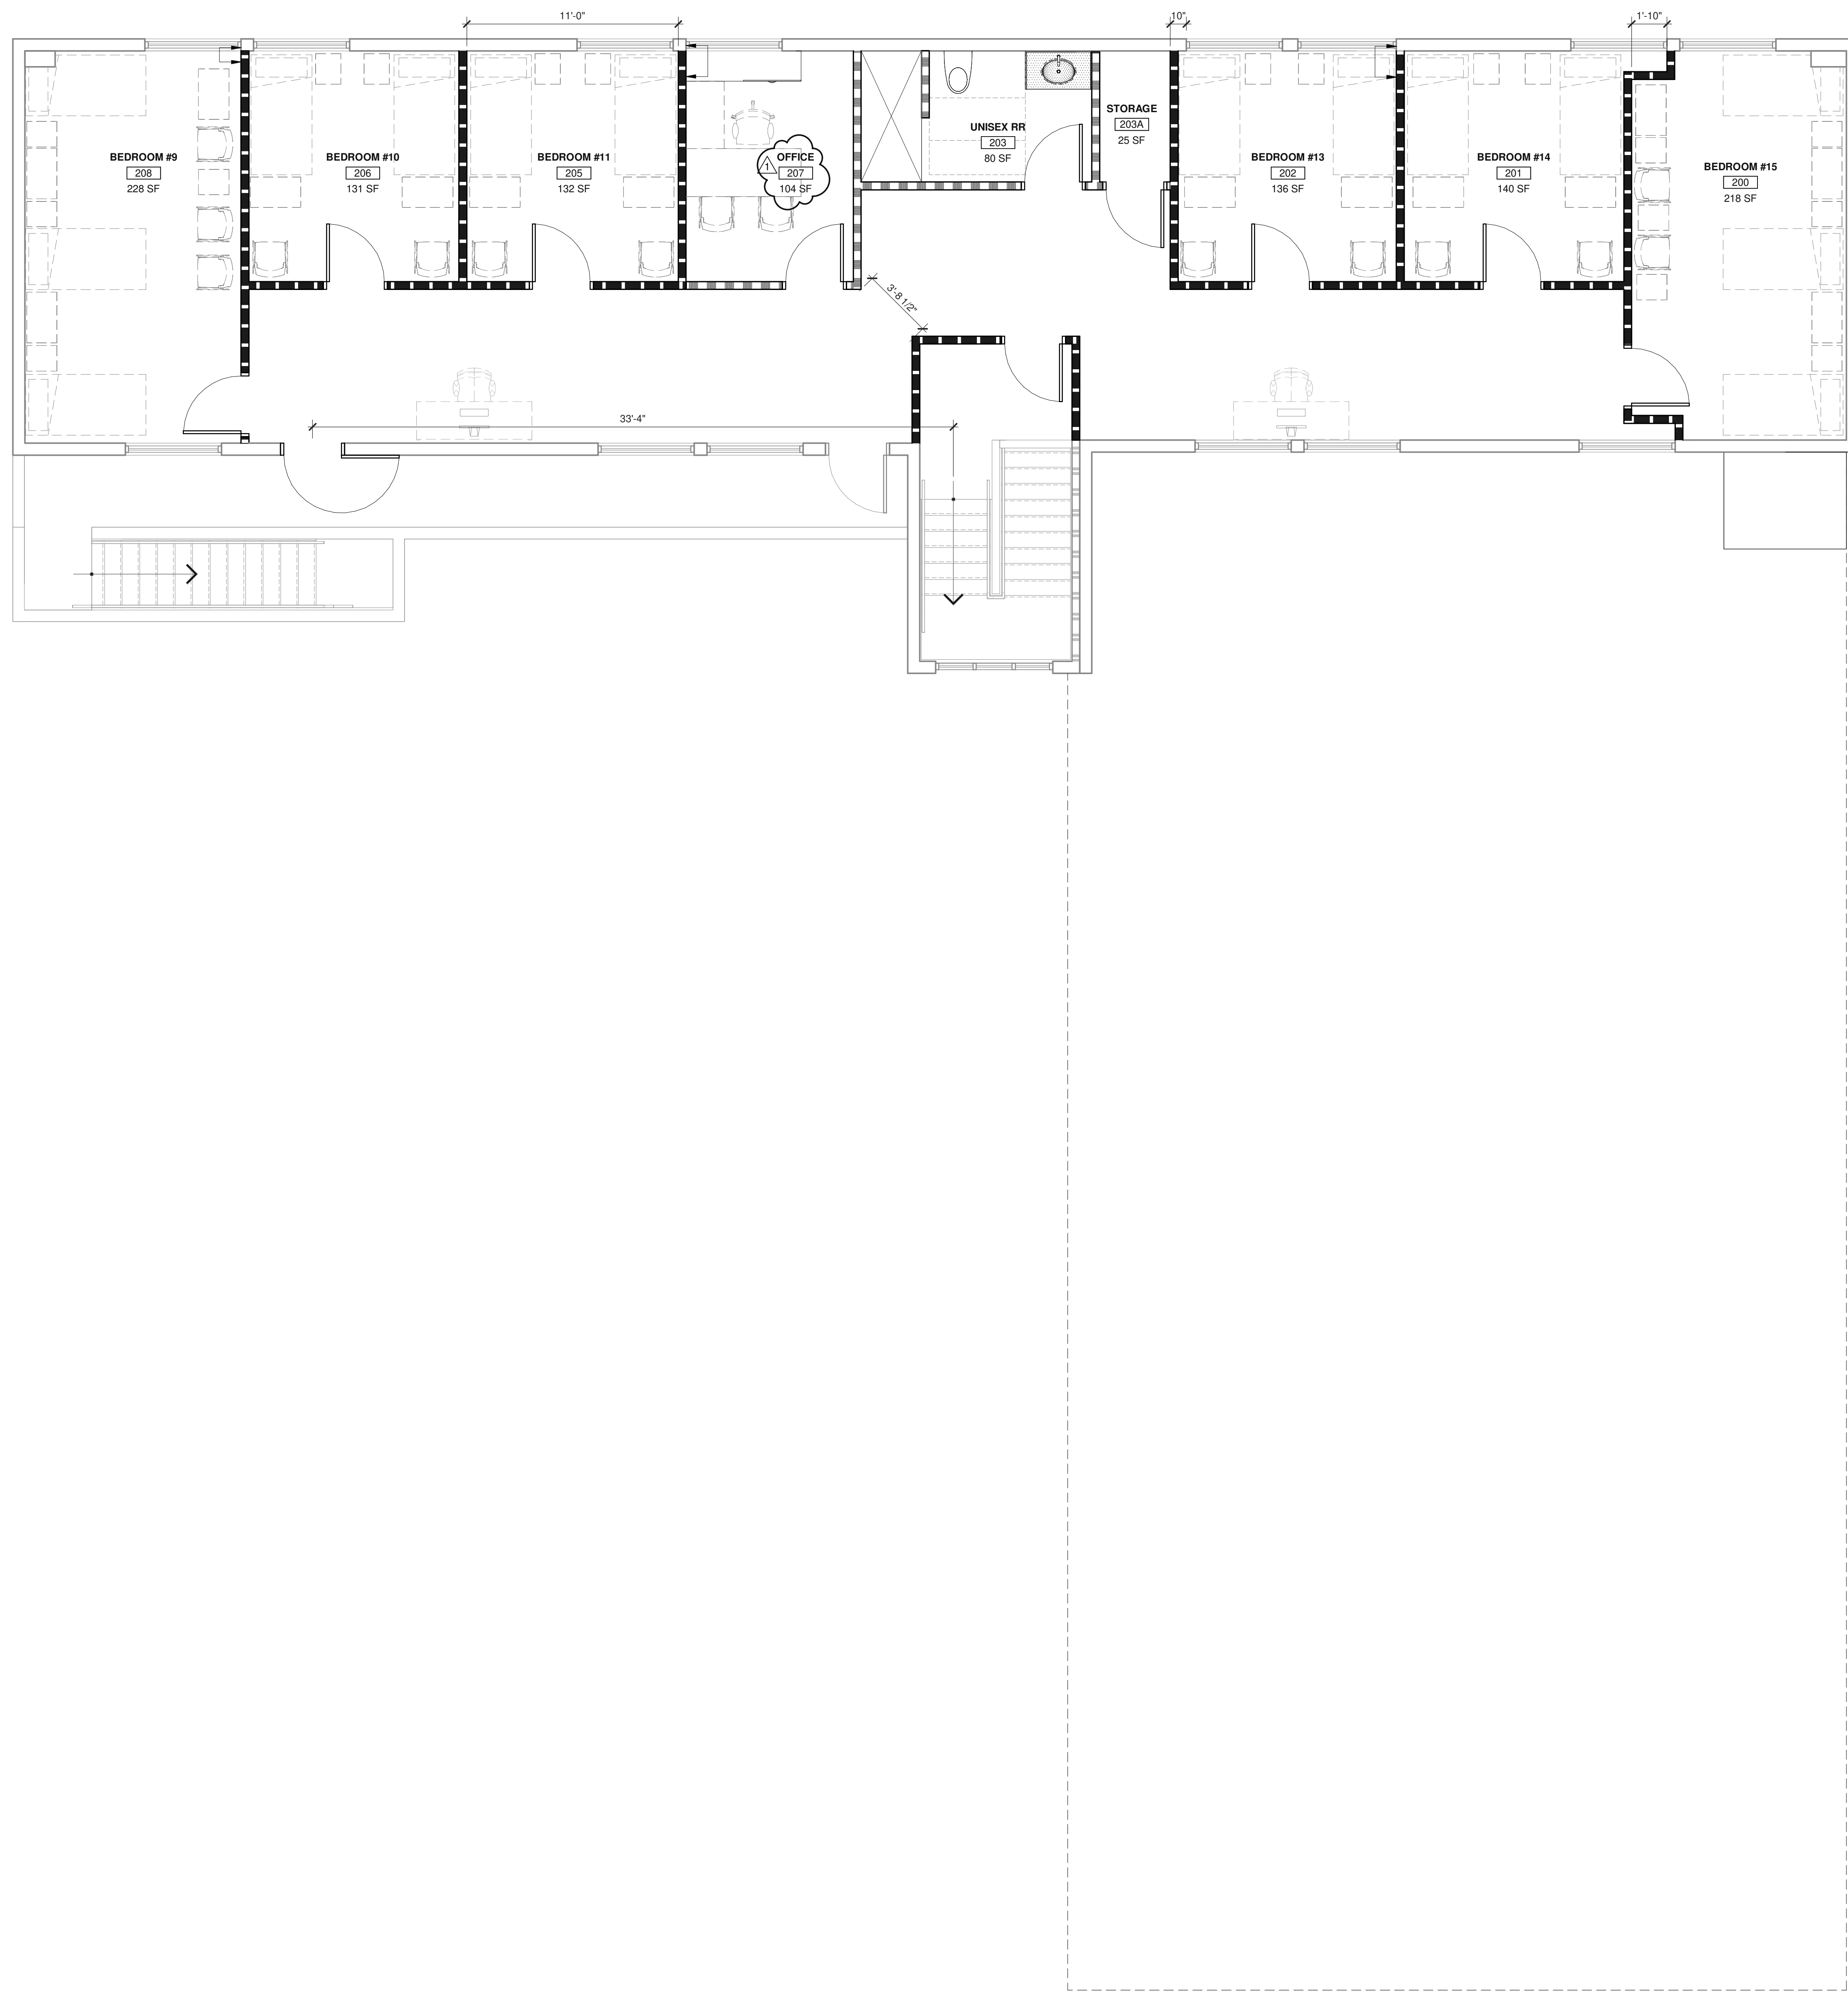 11'-0"
10"
1'-10"
BEDROOM #9
208
228 SF
BEDROOM #10
206
131 SF
BEDROOM #11
205
132 SF
1
OFFICE
207
104 SF
UNISEX RR
203
80 SF
STORAGE
203A
25 SF
BEDROOM #13
202
136 SF
BEDROOM #14
201
140 SF
BEDROOM #15
200
218 SF
3'-8 1/2"
33'-4"